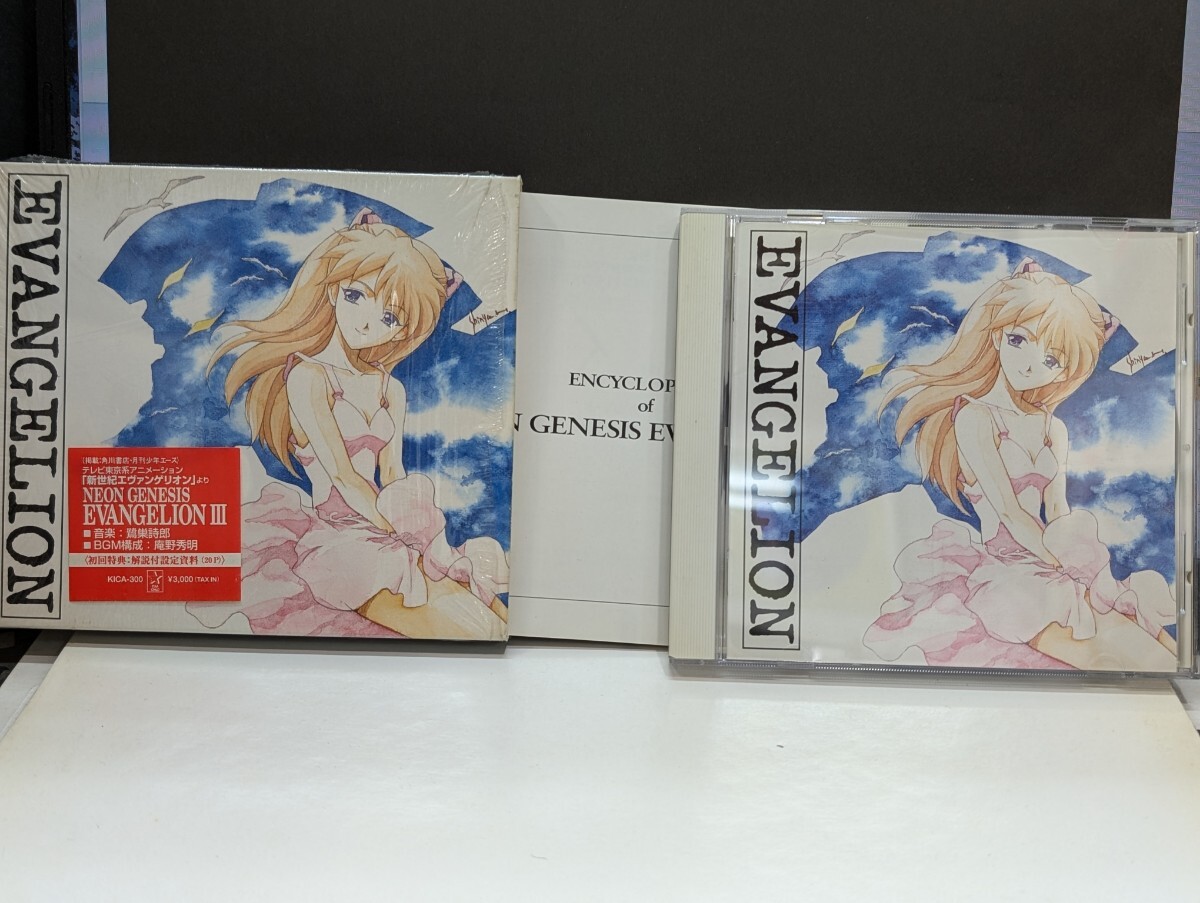 EVANGELION
(掲載:角川書店・月刊少年エース)
テレビ東京系アニメーション
「新世紀エヴァンゲリオン」より
NEON GENESIS
EVANGELION III
■音楽:鷺巣詩郎
■BGM構成:庵野秀明
〈初回特典:解説付設定資料(20P)〉
KICA-300 ¥3,000(TAX IN)
ENCYCLOP
of
N GENESIS EV
EVANGELION